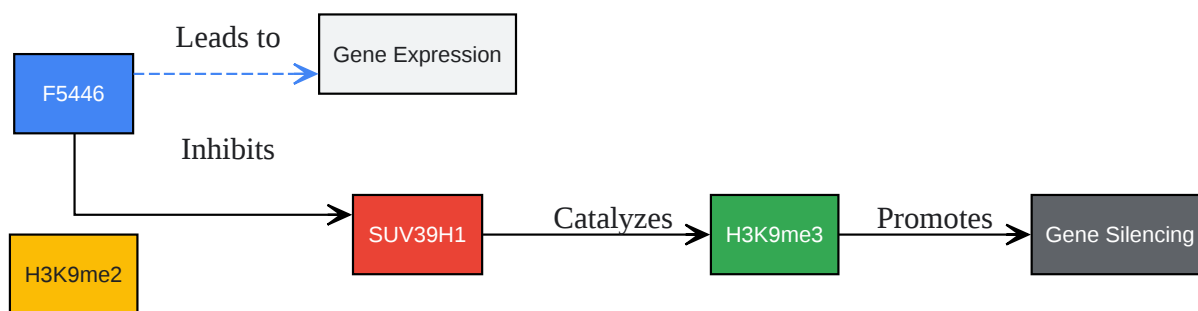 Leads to
Gene Expression
F5446
Inhibits
SUV39H1
Catalyzes
H3K9me3
Promotes
Gene Silencing
H3K9me2